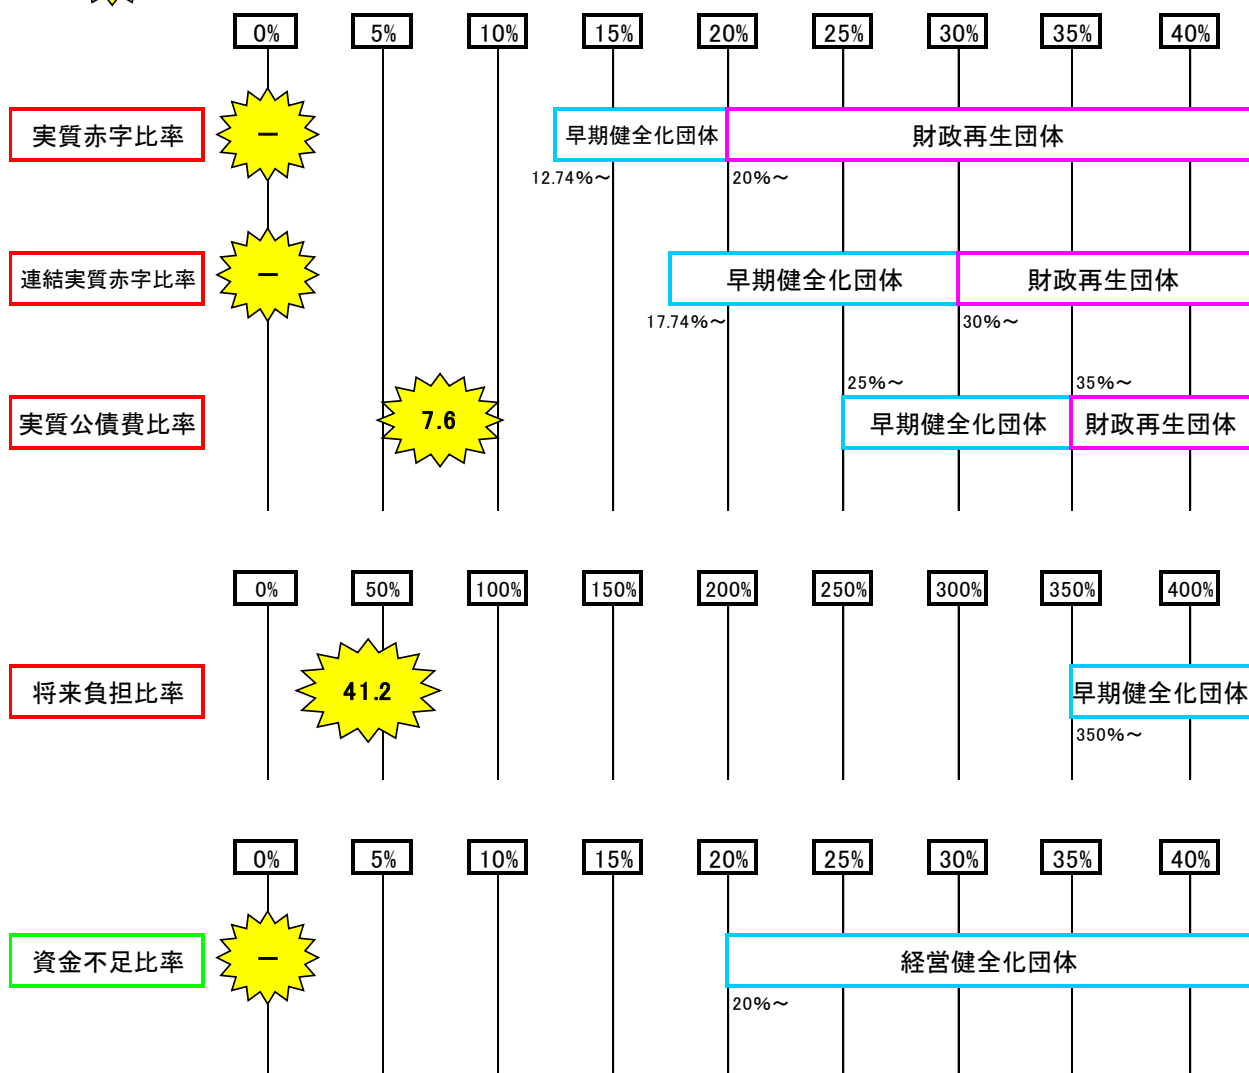 0% 5% 10% 15% 20% 25% 30% 35% 40%
実質赤字比率 － 早期健全化団体 財政再生団体
12.74%～ 20%～
連結実質赤字比率 － 早期健全化団体 財政再生団体
17.74%～ 30%～
25%～ 35%～
実質公債費比率 7.6 早期健全化団体 財政再生団体
0% 50% 100% 150% 200% 250% 300% 350% 400%
将来負担比率 41.2 早期健全化団体
350%～
0% 5% 10% 15% 20% 25% 30% 35% 40%
資金不足比率 － 経営健全化団体
20%～